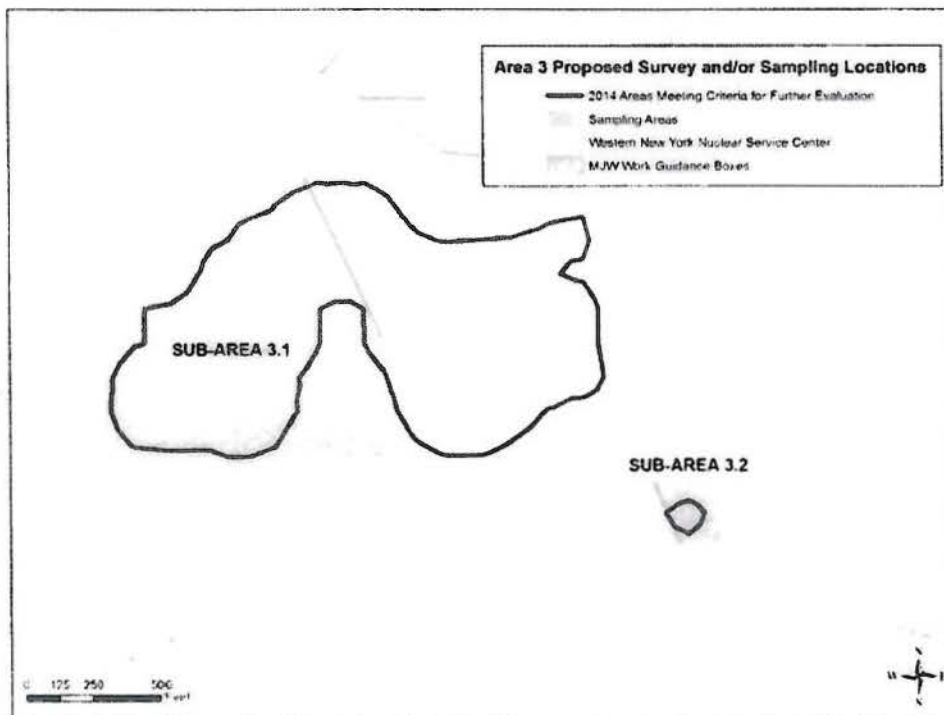 Area 3 Proposed Survey and/or Sampling Locations
2014 Areas Meeting Criteria for Further Evaluation
Sampling Areas
Western New York Nuclear Service Center
MJW Work Guidance Boxes
SUB-AREA 3.1
SUB-AREA 3.2
0 125 250 500
Feet
N
W E
S